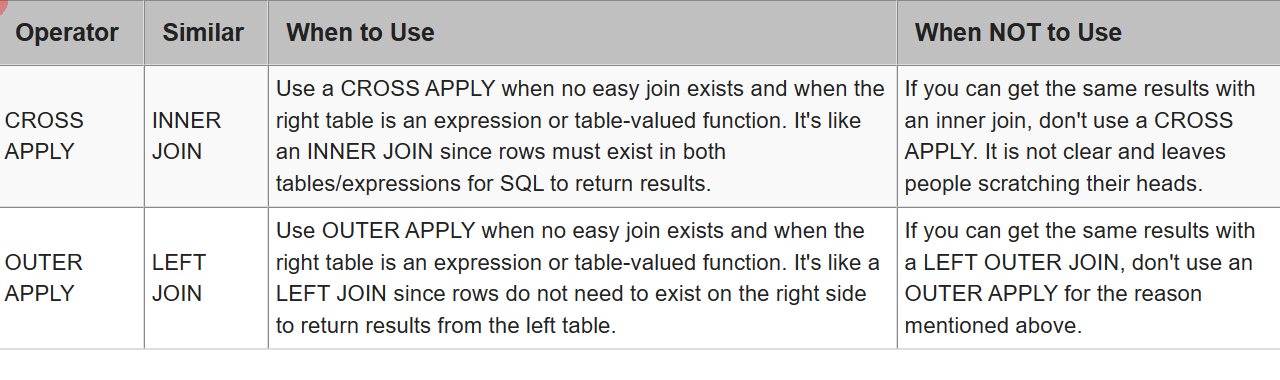 Operator Similar When to Use When NOT to Use
CROSS APPLY
INNER JOIN
Use a CROSS APPLY when no easy join exists and when the
right table is an expression or table-valued function. It's like
an INNER JOIN since rows must exist in both
tables/expressions for SQL to return results.
If you can get the same results with
an inner join, don't use a CROSS
APPLY. It is not clear and leaves
people scratching their heads.
OUTER APPLY
LEFT JOIN
Use OUTER APPLY when no easy join exists and when the
right table is an expression or table-valued function. It's like a
LEFT JOIN since rows do not need to exist on the right side
to return results from the left table.
If you can get the same results with
a LEFT OUTER JOIN, don't use an
OUTER APPLY for the reason
mentioned above.